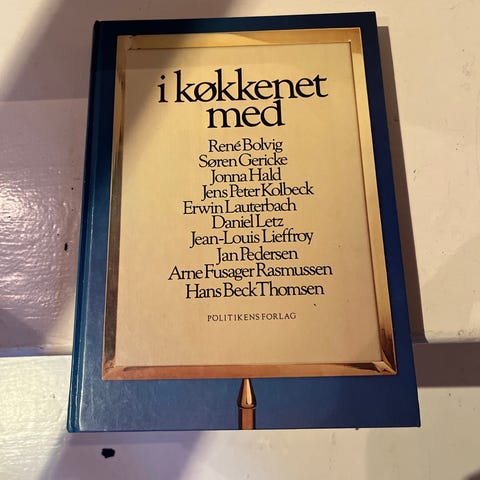 i køkkenet
med
René Bolvig
Søren Gericke
Jonna Hald
Jens Peter Kolbeck
Erwin Lauterbach
Daniel Letz
Jean-Louis Lieffroy
Jan Pedersen
Arne Fusager Rasmussen
Hans Beck Thomsen
POLITIKENS FORLAG